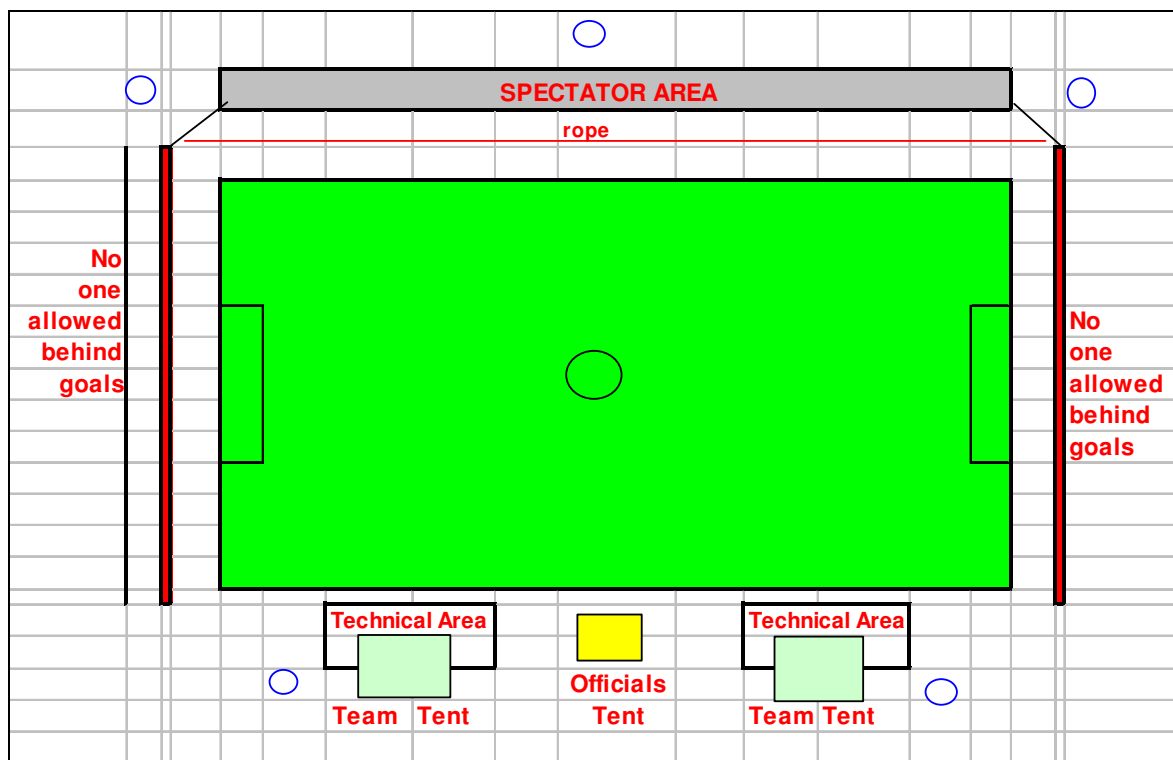 SPECTATOR AREA
rope
No
one
allowed
behind
goals
No
one
allowed
behind
goals
Technical Area
Technical Area
Officials
Tent
Team Tent
Team Tent